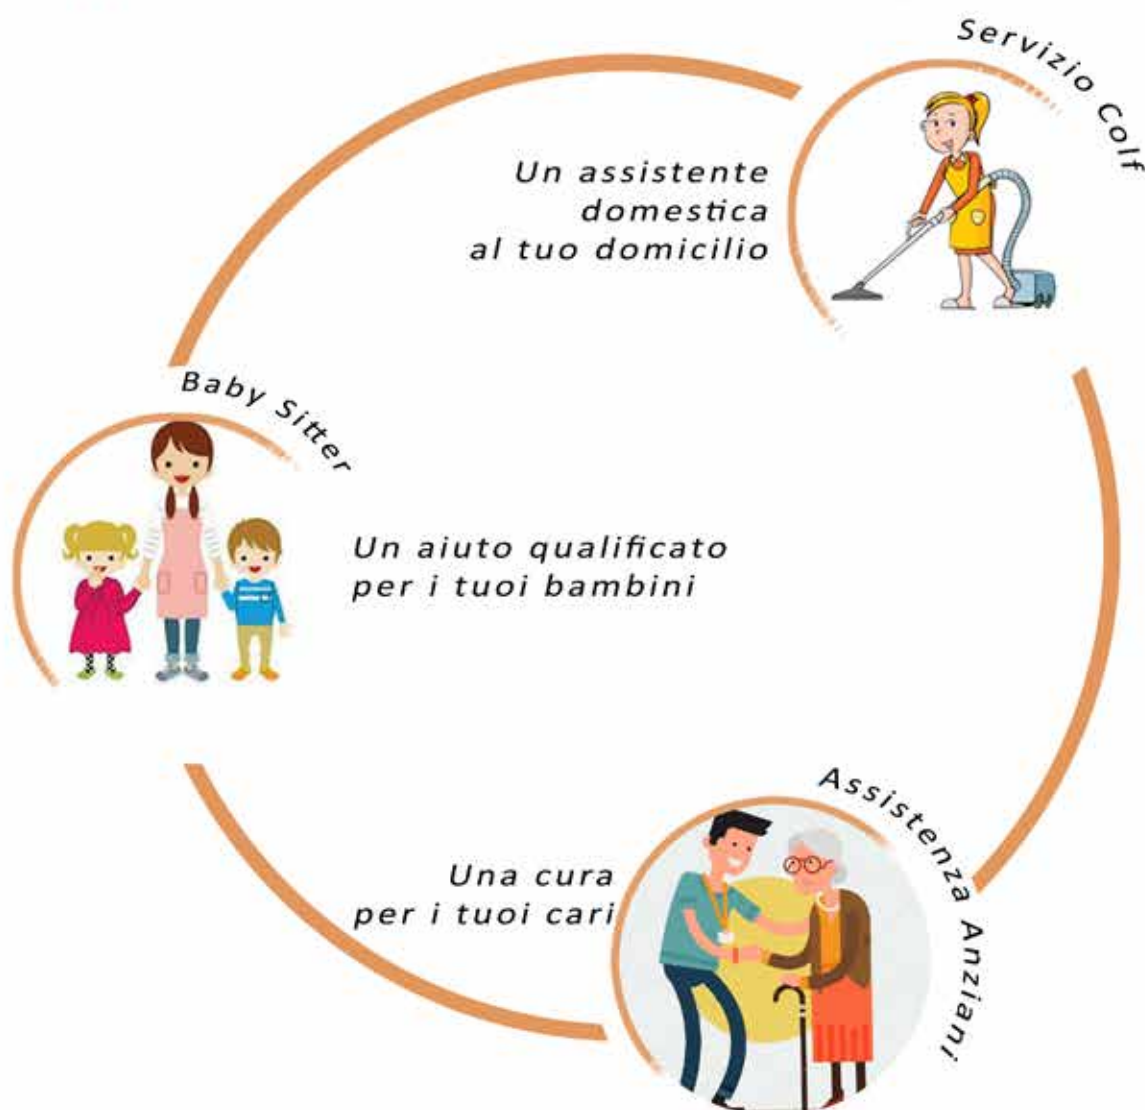 Servizio Colf
Un assistente
domestica
al tuo domicilio
Baby Sitter
Un aiuto qualificato
per i tuoi bambini
Assistenza Anziani
Una cura
per i tuoi cari